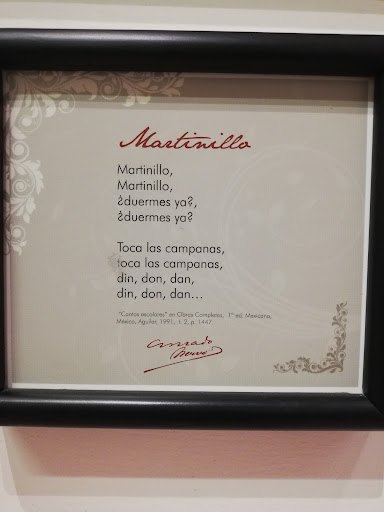 Martinillo
Martinillo,
Martinillo,
¿duermes ya?,
¿duermes ya?
Toca las campanas,
toca las campanas,
din, don, dan,
din, don, dan...
"Cantos escolares" en Obras Completas, 1ª ed. Mexicana,
México, Aguilar, 1991, t. 2, p. 1447
Amado
Nervo